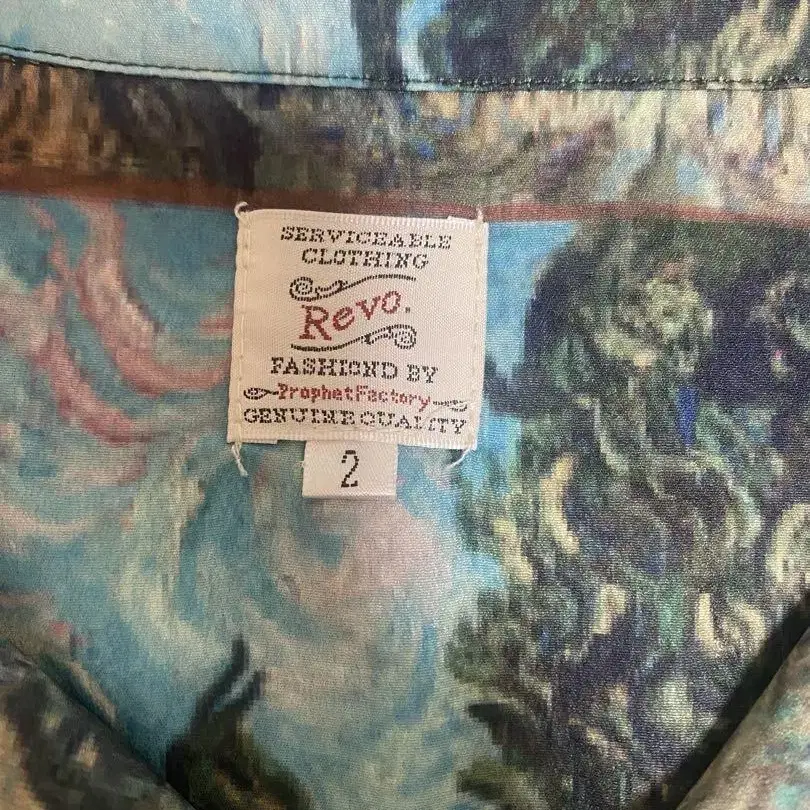 SERVICEABLE
CLOTHING
Revo.
FASHIOND BY
ProphetFactory
GENUINE QUALITY
2